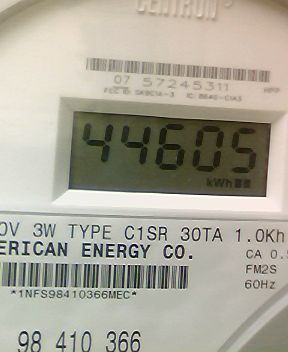 CENTRON®
07 57245311
44605
kWh
0V 3W TYPE C1SR 30TA 1.0Kh
ERICAN ENERGY CO.
CA 0.
FM2S
*1NFS98410366MEC*
60Hz
98 410 366